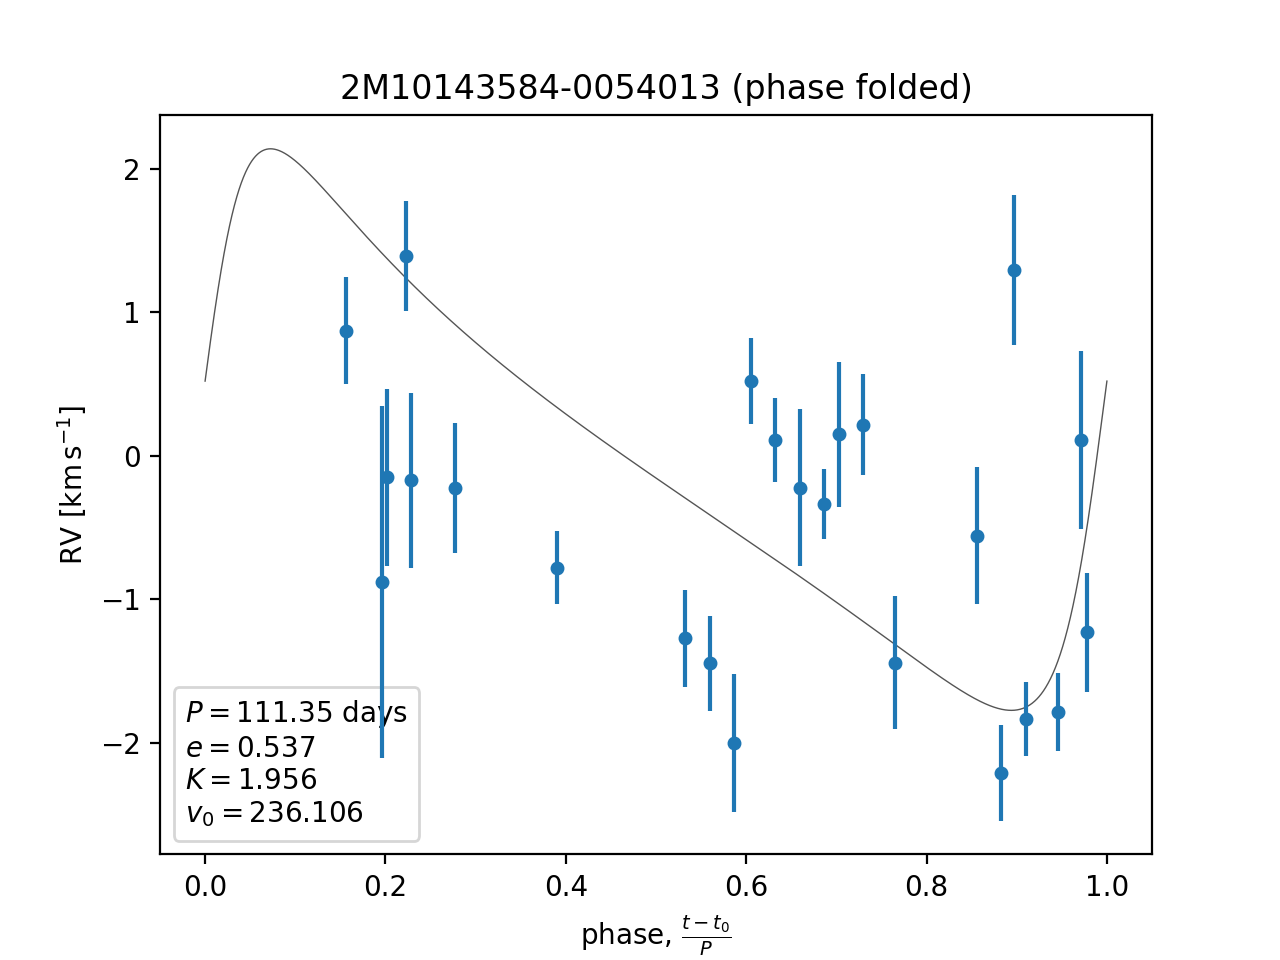 2M10143584-0054013 (phase folded)
RV [km s⁻¹]
2
1
0
−1
−2
P = 111.35 days
e = 0.537
K = 1.956
v₀ = 236.106
0.0 0.2 0.4 0.6 0.8 1.0
phase, (t − t₀)/P